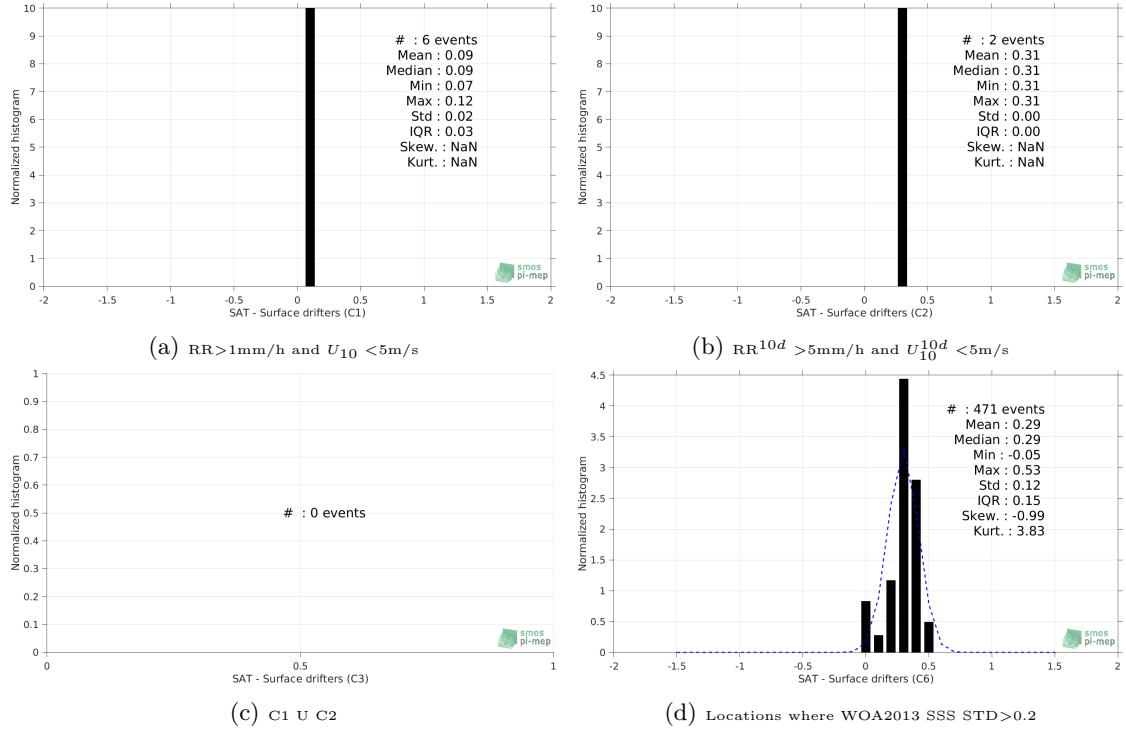 10
9
8
7
6
5
4
3
2
1
0
Normalized histogram
# : 6 events
Mean : 0.09
Median : 0.09
Min : 0.07
Max : 0.12
Std : 0.02
IQR : 0.03
Skew. : NaN
Kurt. : NaN
smos
pi-mep
-2 -1.5 -1 -0.5 0 0.5 1 1.5 2
SAT - Surface drifters (C1)
(a) RR>1mm/h and U10 <5m/s
10
9
8
7
6
5
4
3
2
1
0
Normalized histogram
# : 2 events
Mean : 0.31
Median : 0.31
Min : 0.31
Max : 0.31
Std : 0.00
IQR : 0.00
Skew. : NaN
Kurt. : NaN
smos
pi-mep
-2 -1.5 -1 -0.5 0 0.5 1 1.5 2
SAT - Surface drifters (C2)
(b) RR^10d >5mm/h and U10^10d <5m/s
1
0.9
0.8
0.7
0.6
0.5
0.4
0.3
0.2
0.1
0
Normalized histogram
# : 0 events
smos
pi-mep
0 0.5 1
SAT - Surface drifters (C3)
(c) C1 U C2
4.5
4
3.5
3
2.5
2
1.5
1
0.5
0
Normalized histogram
# : 471 events
Mean : 0.29
Median : 0.29
Min : -0.05
Max : 0.53
Std : 0.12
IQR : 0.15
Skew. : -0.99
Kurt. : 3.83
smos
pi-mep
-2 -1.5 -1 -0.5 0 0.5 1 1.5 2
SAT - Surface drifters (C6)
(d) Locations where WOA2013 SSS STD>0.2